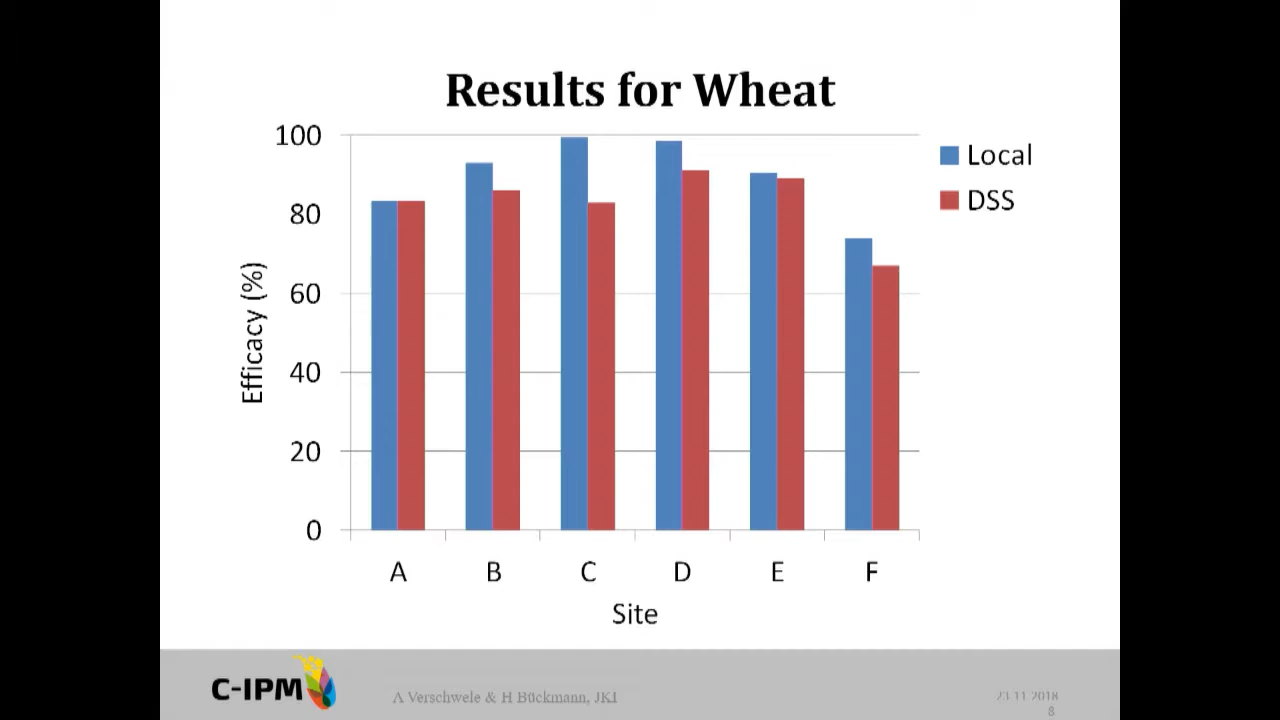 Results for Wheat
100
80
60
40
20
0
Efficacy (%)
A B C D E F
Site
Local
DSS
C-IPM
A Verschwele & H Bückmann, JKI
23.11.2018
8